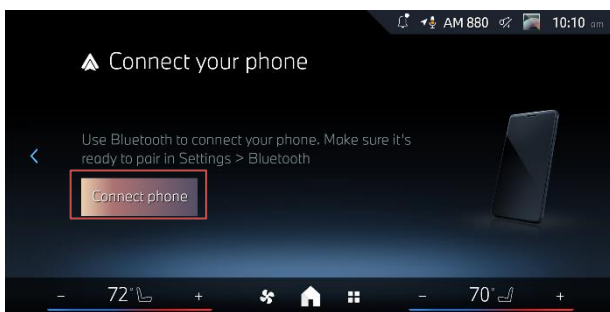 AM 880 10:10 am
Connect your phone
Use Bluetooth to connect your phone. Make sure it's
ready to pair in Settings > Bluetooth
Connect phone
- 72° + - 70° +